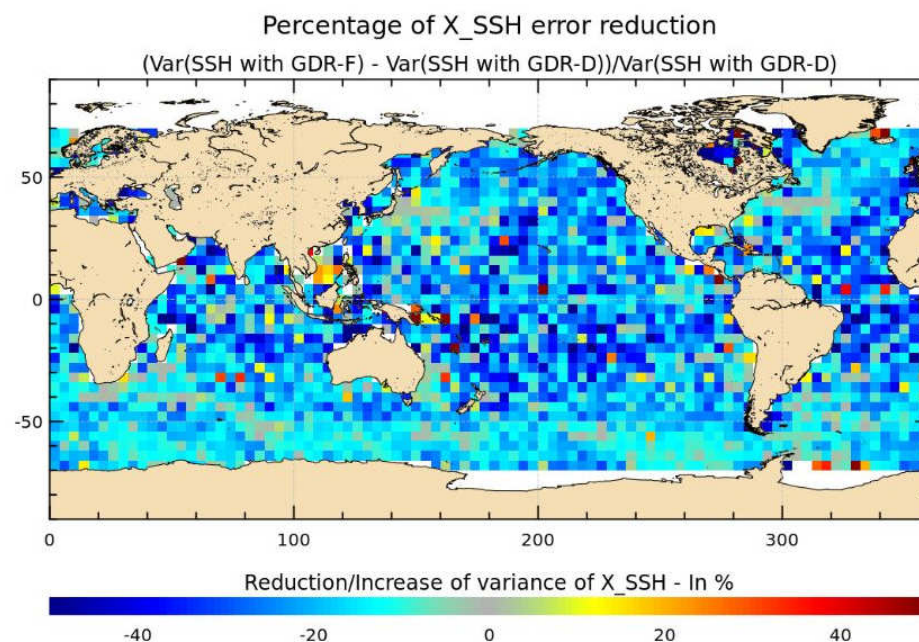 Percentage of X_SSH error reduction
(Var(SSH with GDR-F) - Var(SSH with GDR-D))/Var(SSH with GDR-D)
50
0
-50
0 100 200 300
Reduction/Increase of variance of X_SSH - In %
-40 -20 0 20 40